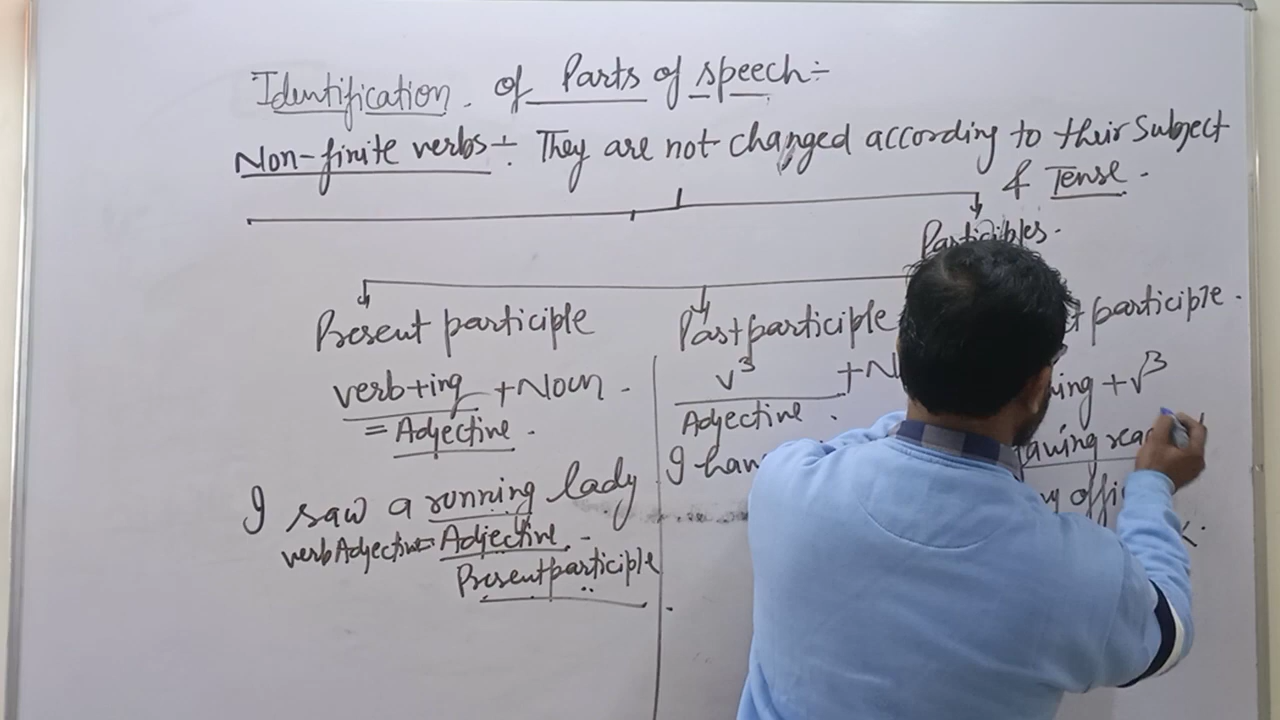 Identification of Parts of speech ÷
Non-finite verbs ÷ They are not changed according to their Subject
& Tense.
Participles.
Present participle
Past participle
participle.
verb+ing + Noun.
= Adjective.
V³ + N
Adjective.
ing + V³
I saw a running lady
verb Adjective = Adjective.
Present participle.
I hav